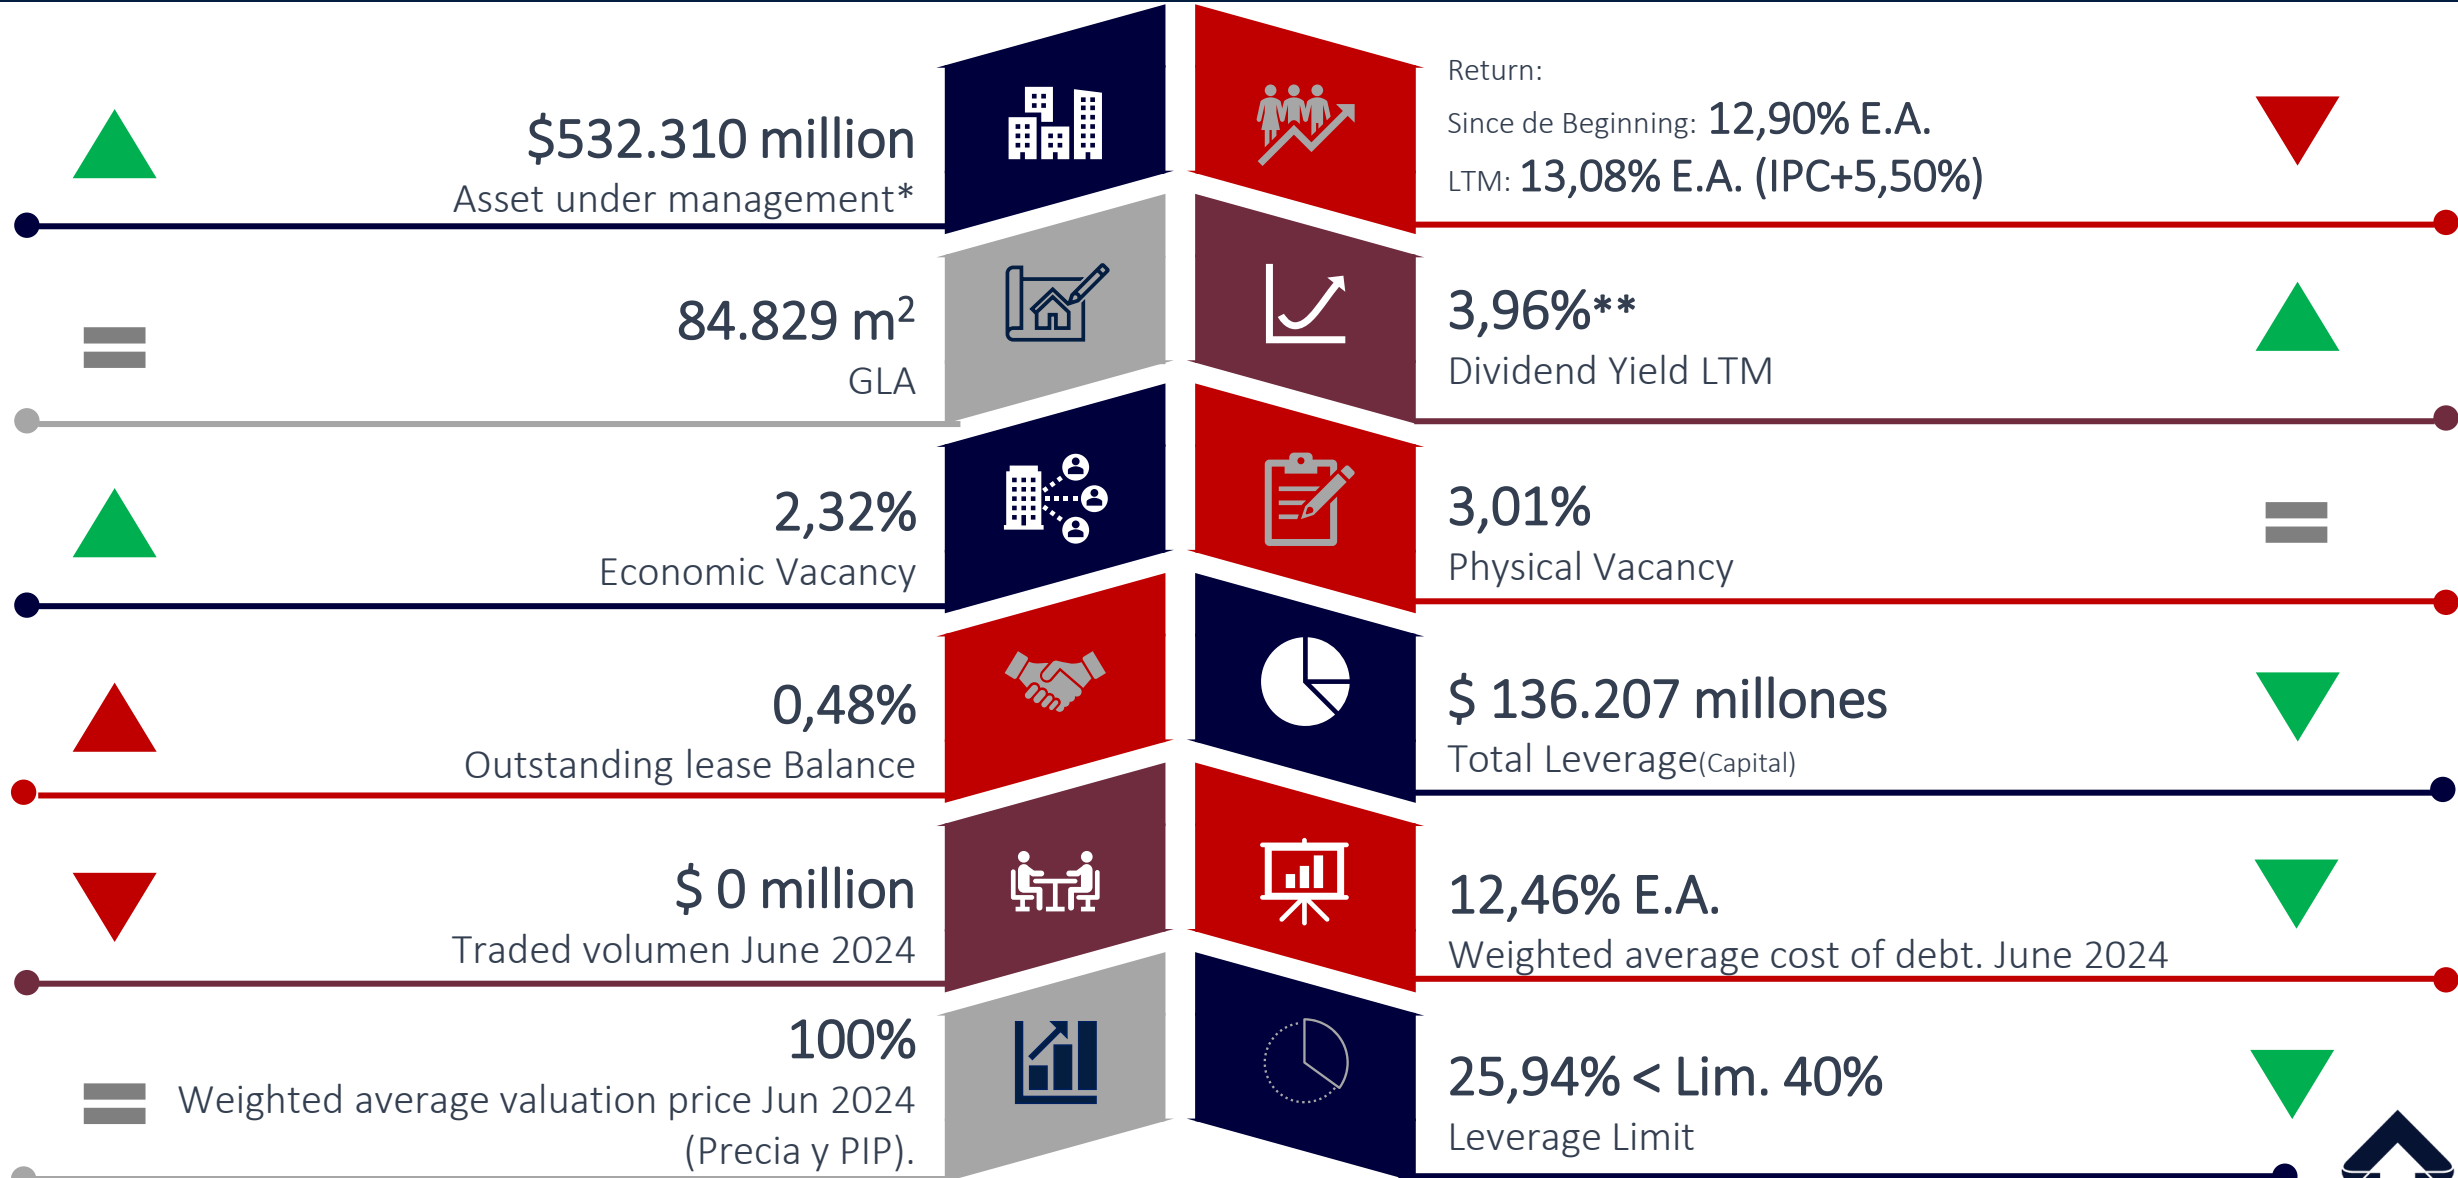 $532.310 million
Asset under management*
84.829 m²
GLA
2,32%
Economic Vacancy
0,48%
Outstanding lease Balance
$ 0 million
Traded volumen June 2024
100%
Weighted average valuation price Jun 2024
(Precia y PIP).
Return:
Since de Beginning: 12,90% E.A.
LTM: 13,08% E.A. (IPC+5,50%)
3,96%**
Dividend Yield LTM
3,01%
Physical Vacancy
$ 136.207 millones
Total Leverage(Capital)
12,46% E.A.
Weighted average cost of debt. June 2024
25,94% < Lim. 40%
Leverage Limit